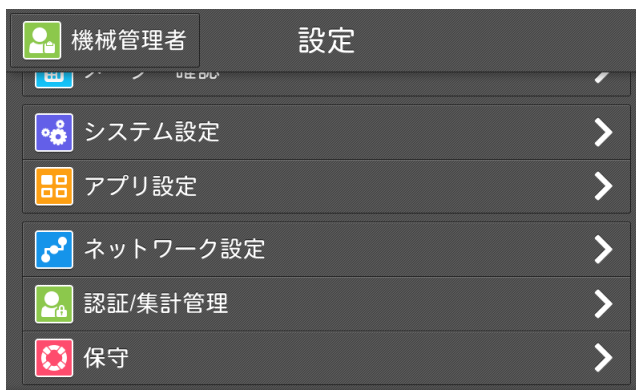 機械管理者
設定
システム設定
アプリ設定
ネットワーク設定
認証/集計管理
保守